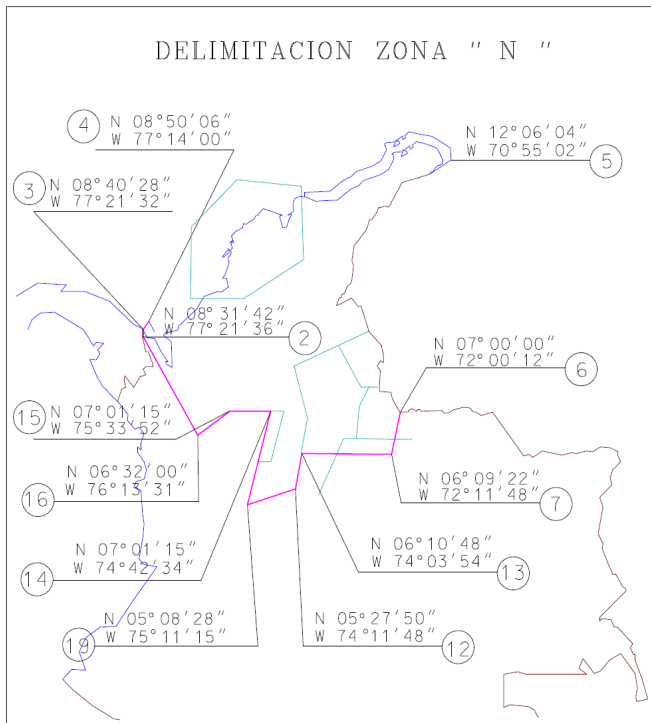 DELIMITACION ZONA " N "
4
N 08°50'06"
W 77°14'00"
N 12°06'04"
W 70°55'02"
5
3
N 08°40'28"
W 77°21'32"
N 08°31'42"
W 77°21'36"
2
N 07°00'00"
W 72°00'12"
6
15
N 07°01'15"
W 75°33'52"
16
N 06°32'00"
W 76°13'31"
N 06°09'22"
W 72°11'48"
7
14
N 07°01'15"
W 74°42'34"
N 06°10'48"
W 74°03'54"
13
19
N 05°08'28"
W 75°11'15"
N 05°27'50"
W 74°11'48"
12